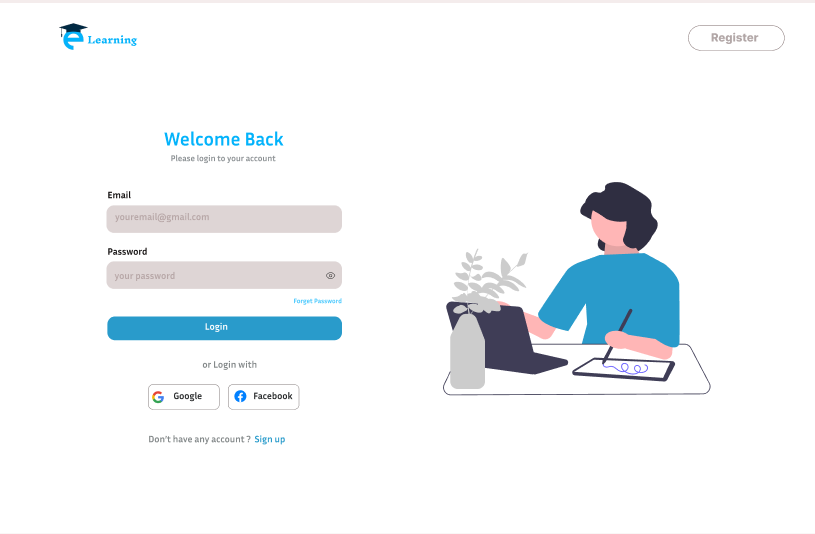 e Learning
Register
Welcome Back
Please login to your account
Email
youremail@gmail.com
Password
your password
Forget Password
Login
or Login with
Google
Facebook
Don't have any account ? Sign up